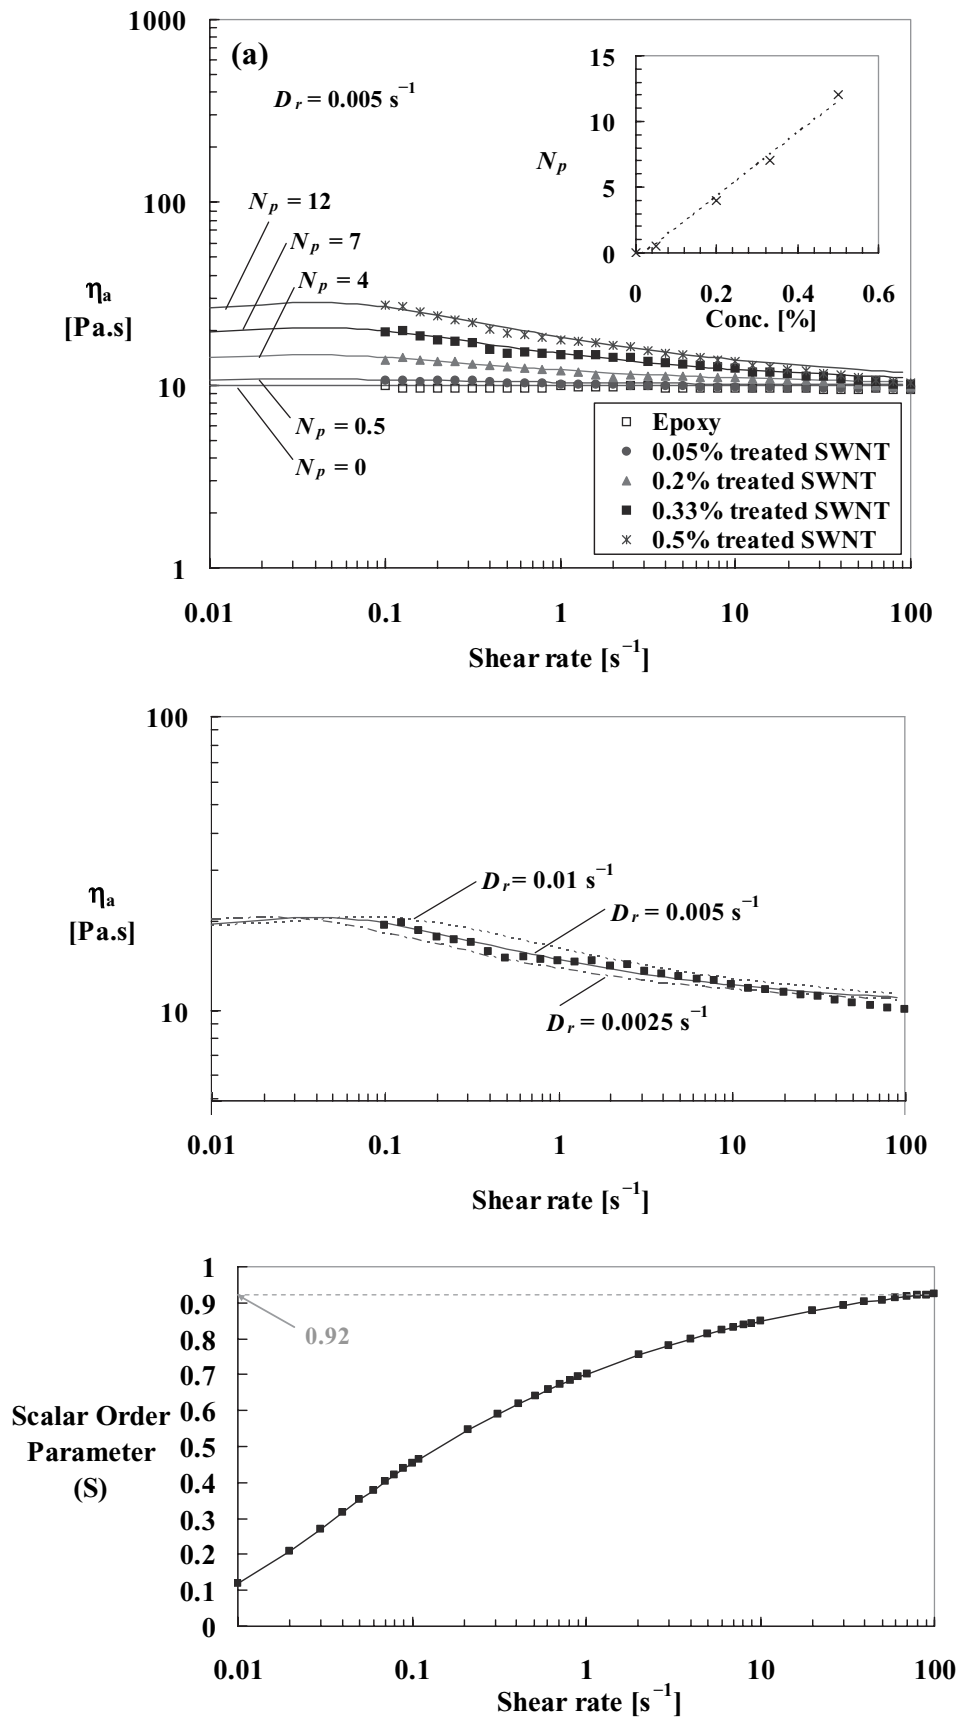 (a)
D_r = 0.005 s⁻¹
1000
100
10
1
η_a
[Pa.s]
N_p = 12
N_p = 7
N_p = 4
N_p = 0.5
N_p = 0
N_p
15
10
5
0
0 0.2 0.4 0.6
Conc. [%]
Epoxy
0.05% treated SWNT
0.2% treated SWNT
0.33% treated SWNT
0.5% treated SWNT
0.01 0.1 1 10 100
Shear rate [s⁻¹]
100
10
η_a
[Pa.s]
D_r = 0.01 s⁻¹
D_r = 0.005 s⁻¹
D_r = 0.0025 s⁻¹
0.01 0.1 1 10 100
Shear rate [s⁻¹]
1
0.9
0.8
0.7
0.6
0.5
0.4
0.3
0.2
0.1
0
0.92
Scalar Order
Parameter
(S)
0.01 0.1 1 10 100
Shear rate [s⁻¹]